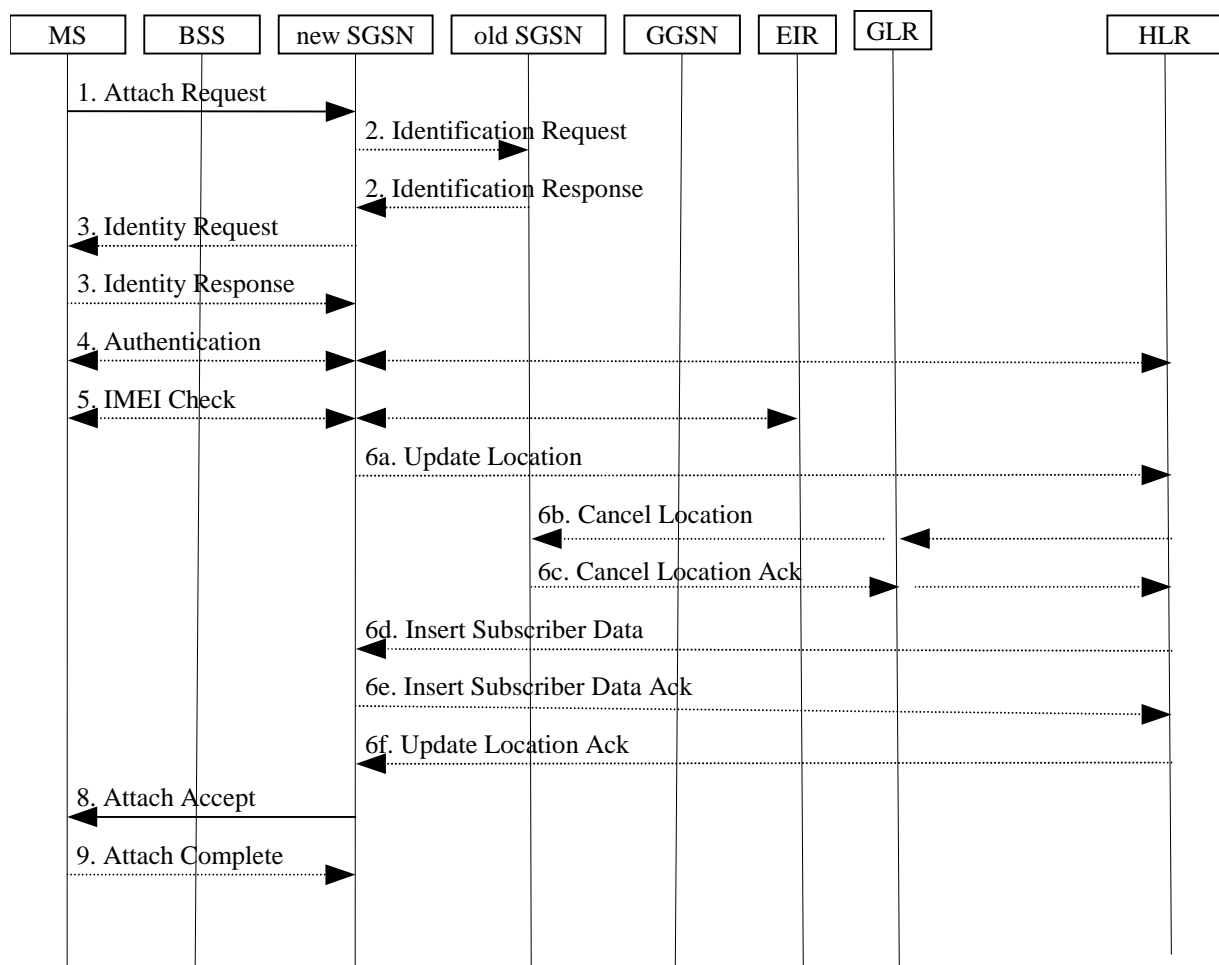 MS
BSS
new SGSN
old SGSN
GGSN
EIR
GLR
HLR
1. Attach Request
2. Identification Request
2. Identification Response
3. Identity Request
3. Identity Response
4. Authentication
5. IMEI Check
6a. Update Location
6b. Cancel Location
6c. Cancel Location Ack
6d. Insert Subscriber Data
6e. Insert Subscriber Data Ack
6f. Update Location Ack
8. Attach Accept
9. Attach Complete